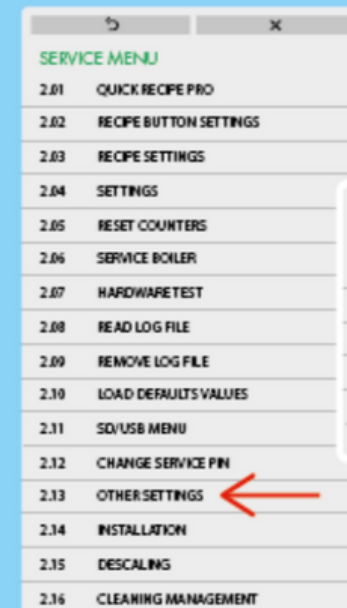 SERVICE MENU
2.01 QUICK RECIPE PRO
2.02 RECIPE BUTTON SETTINGS
2.03 RECIPE SETTINGS
2.04 SETTINGS
2.05 RESET COUNTERS
2.06 SERVICE BOILER
2.07 HARDWARE TEST
2.08 READ LOG FILE
2.09 REMOVE LOG FILE
2.10 LOAD DEFAULTS VALUES
2.11 SD/USB MENU
2.12 CHANGE SERVICE PIN
2.13 OTHER SETTINGS
2.14 INSTALLATION
2.15 DESCALING
2.16 CLEANING MANAGEMENT